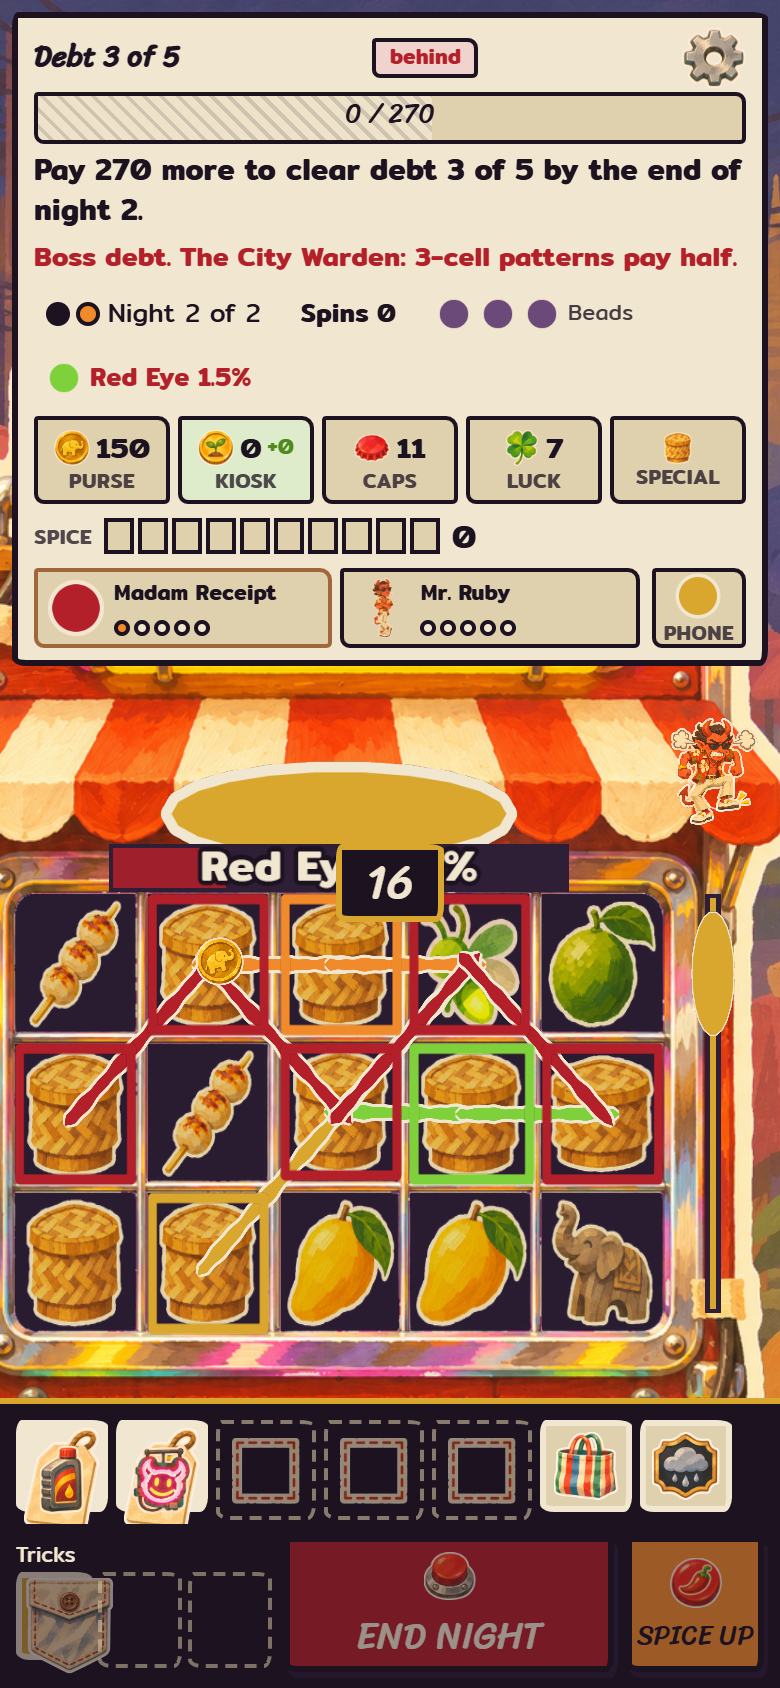 Debt 3 of 5
behind
0 / 270
Pay 270 more to clear debt 3 of 5 by the end of
night 2.
Boss debt. The City Warden: 3-cell patterns pay half.
Night 2 of 2
Spins 0
Beads
Red Eye 1.5%
150
PURSE
0 +0
KIOSK
11
CAPS
7
LUCK
SPECIAL
SPICE
0
Madam Receipt
Mr. Ruby
PHONE
Red Ey
%
16
Tricks
END NIGHT
SPICE UP